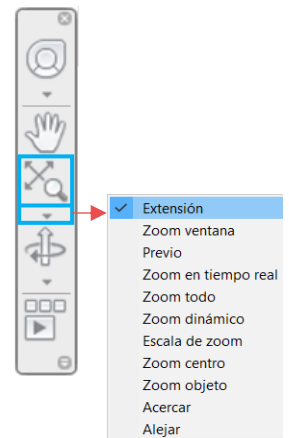 Extensión
Zoom ventana
Previo
Zoom en tiempo real
Zoom todo
Zoom dinámico
Escala de zoom
Zoom centro
Zoom objeto
Acercar
Alejar